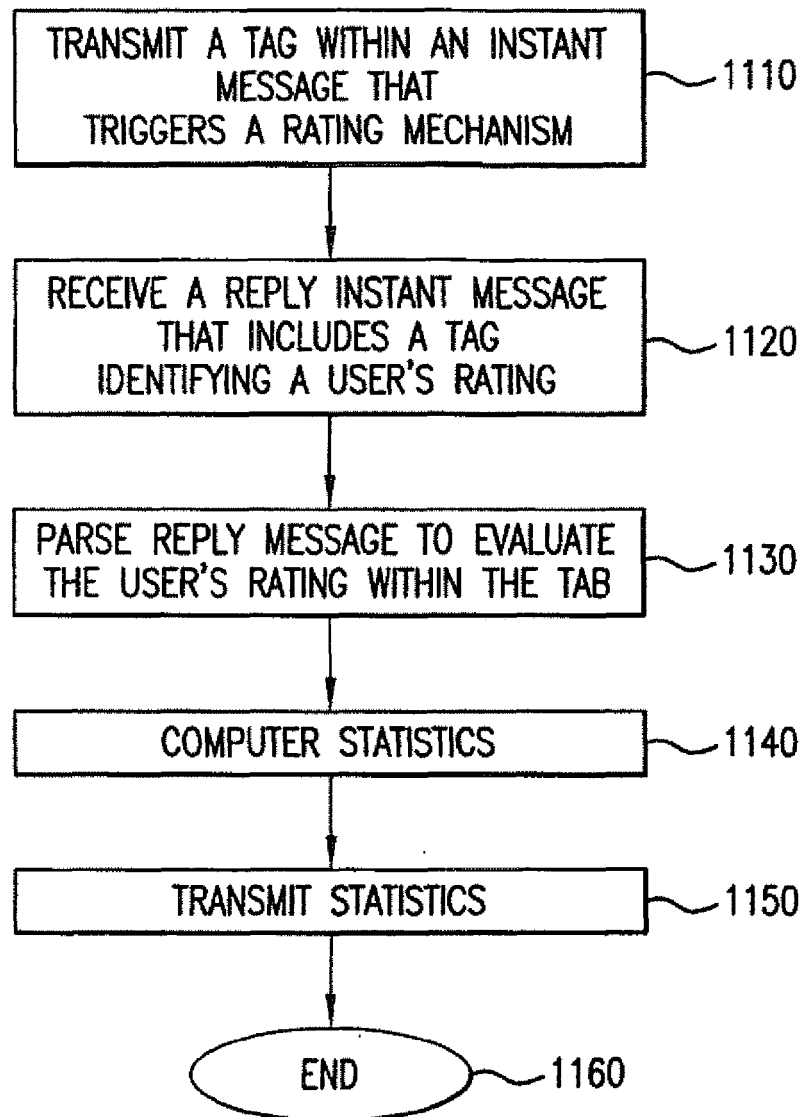 TRANSMIT A TAG WITHIN AN INSTANT
MESSAGE THAT
TRIGGERS A RATING MECHANISM
1110
RECEIVE A REPLY INSTANT MESSAGE
THAT INCLUDES A TAG
IDENTIFYING A USER'S RATING
1120
PARSE REPLY MESSAGE TO EVALUATE
THE USER'S RATING WITHIN THE TAB
1130
COMPUTER STATISTICS
1140
TRANSMIT STATISTICS
1150
END
1160